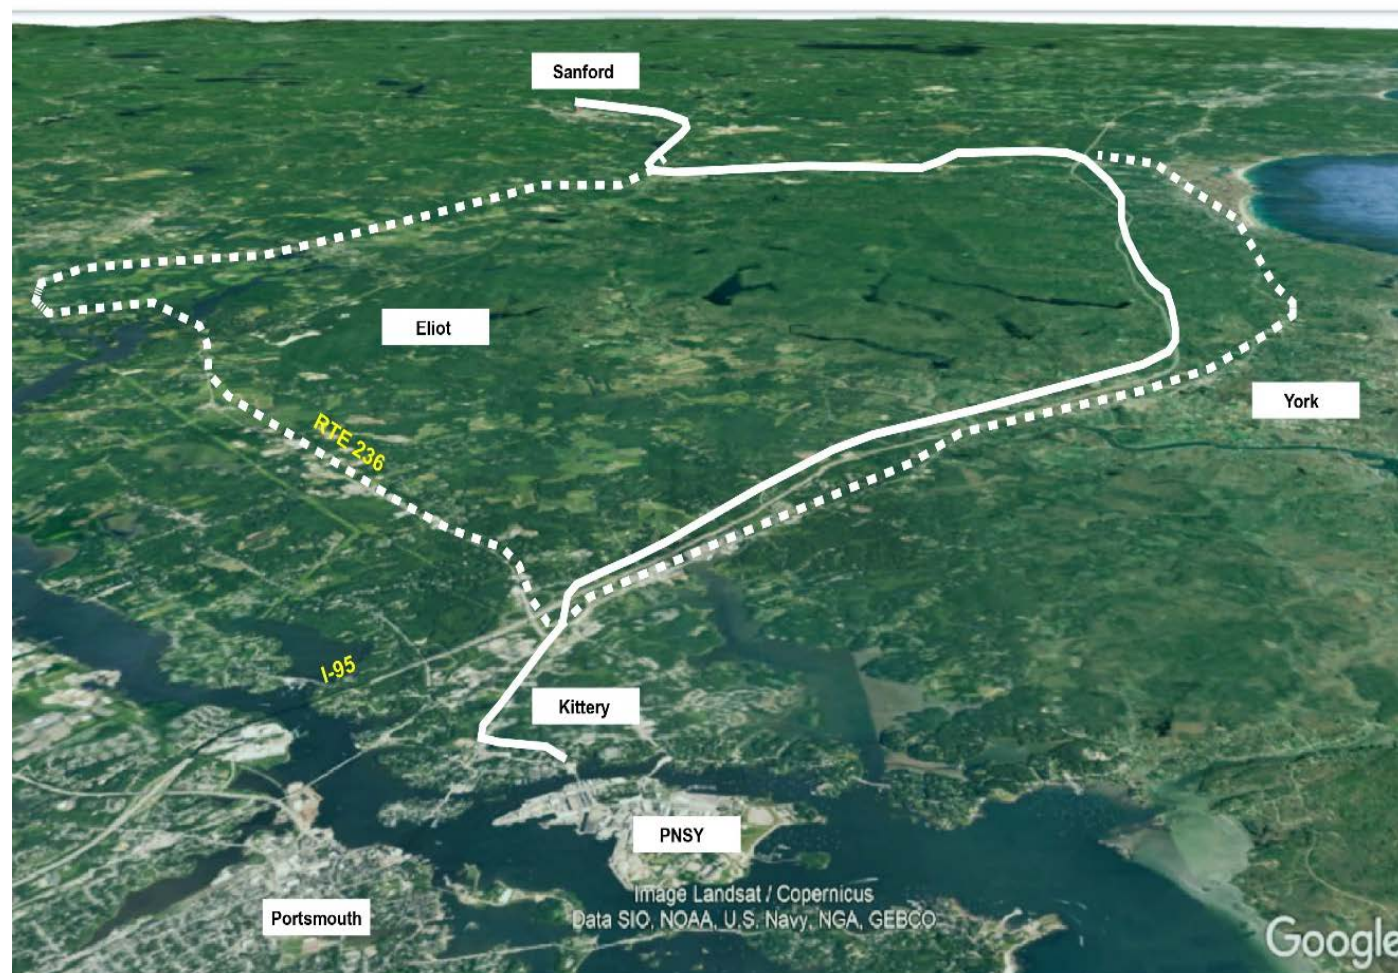 Sanford
Eliot
York
RTE 236
I-95
Kittery
PNSY
Portsmouth
Image Landsat / Copernicus
Data SIO, NOAA, U.S. Navy, NGA, GEBCO
Google